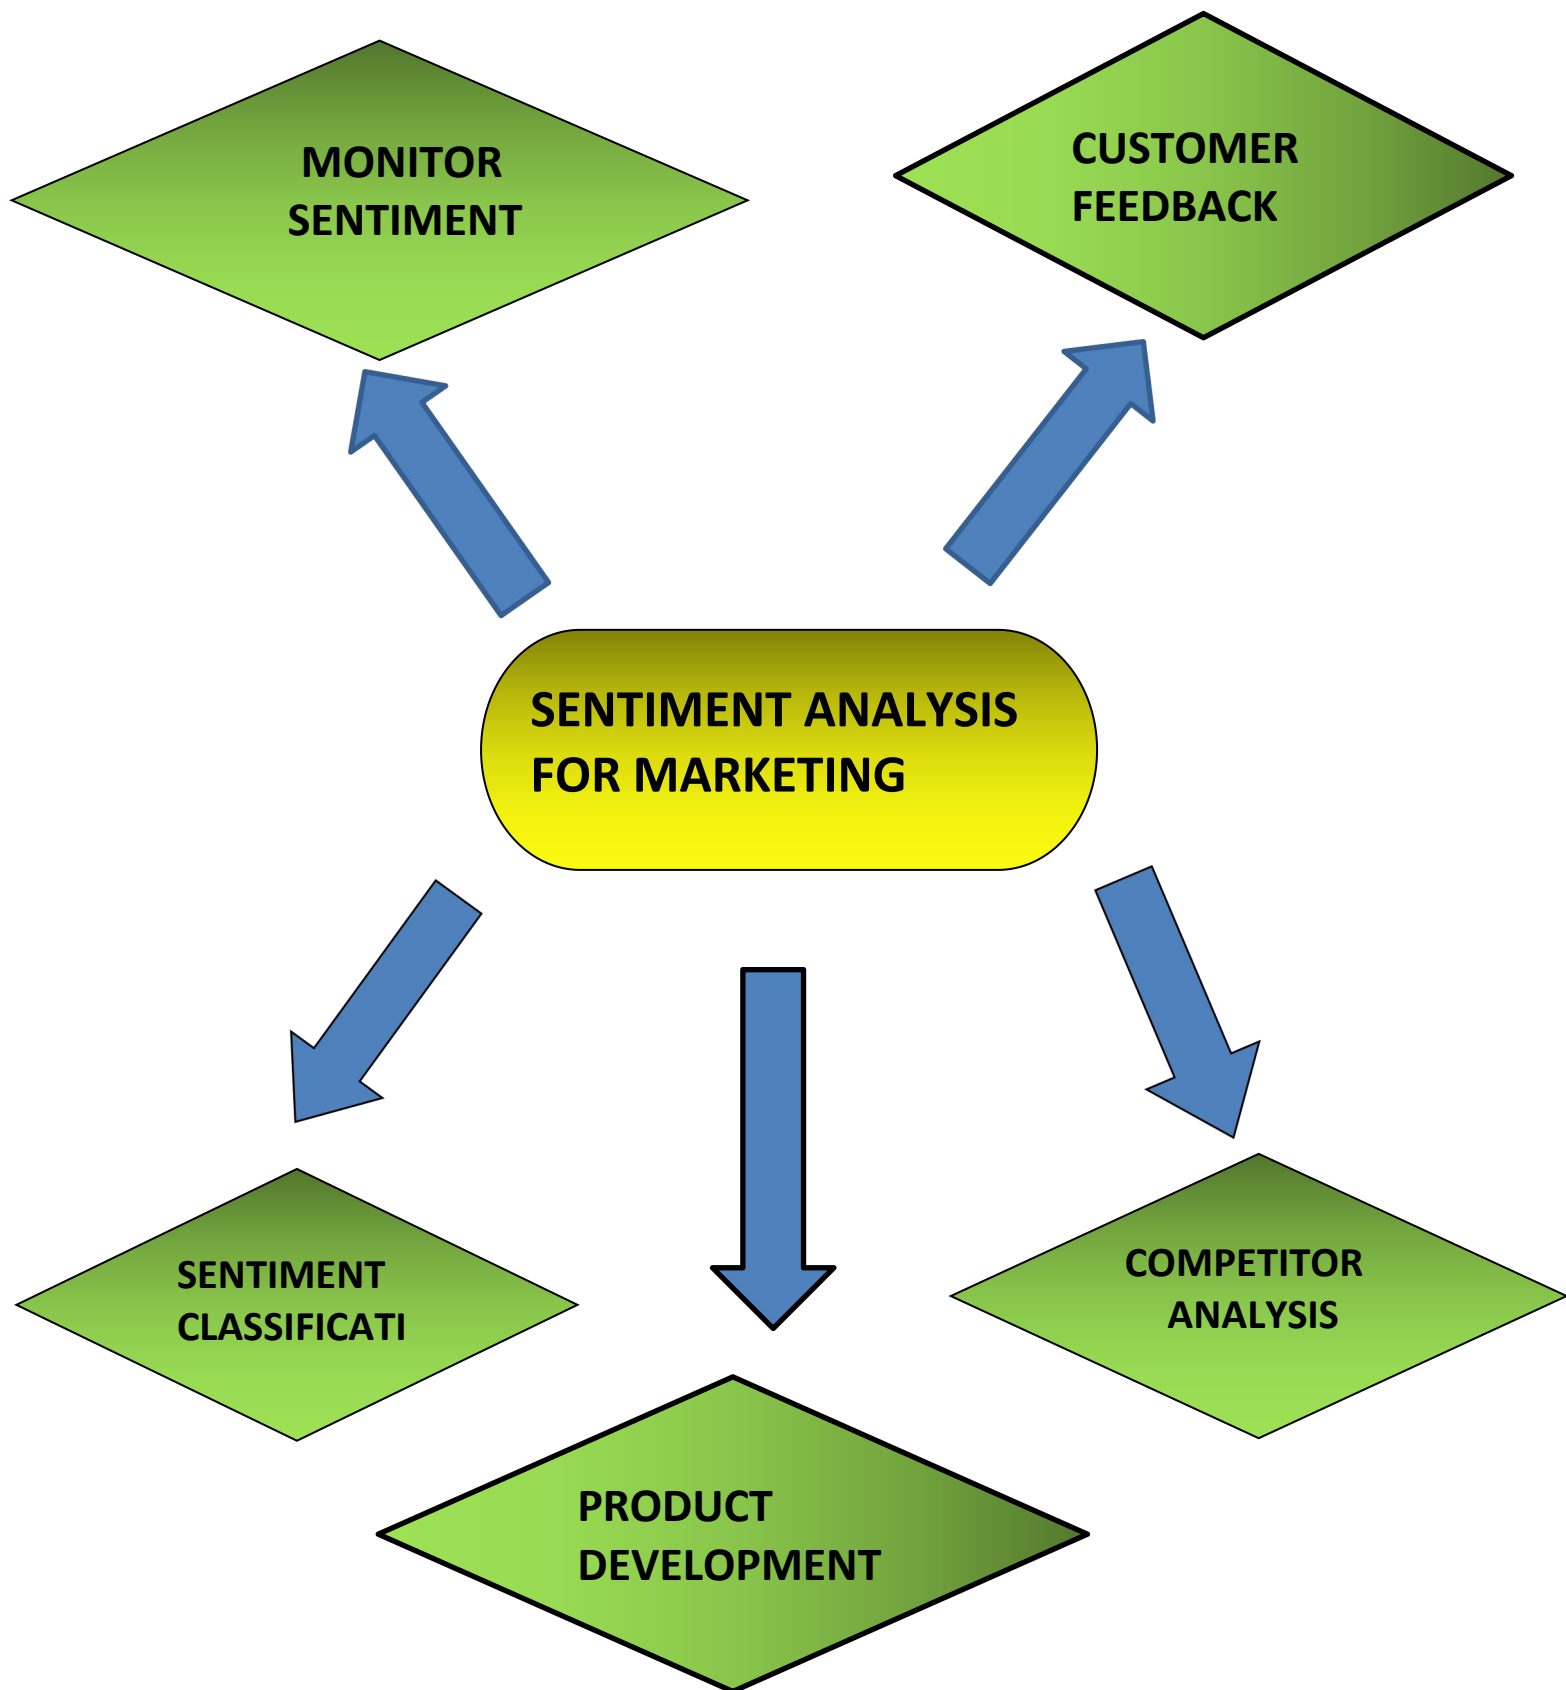 MONITOR
SENTIMENT
CUSTOMER
FEEDBACK
SENTIMENT ANALYSIS
FOR MARKETING
SENTIMENT
CLASSIFICATI
COMPETITOR
ANALYSIS
PRODUCT
DEVELOPMENT